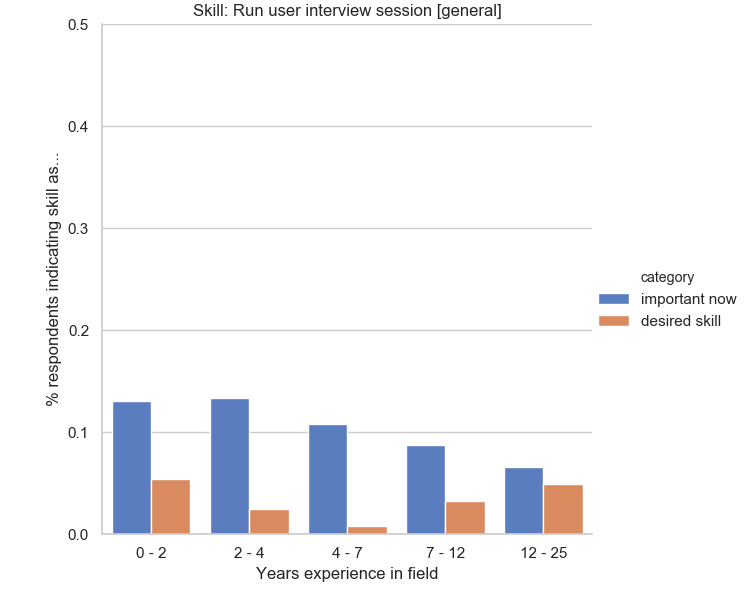 Skill: Run user interview session [general]
0.5
0.4
0.3
0.2
0.1
0.0
% respondents indicating skill as...
0 - 2
2 - 4
4 - 7
7 - 12
12 - 25
Years experience in field
category
important now
desired skill